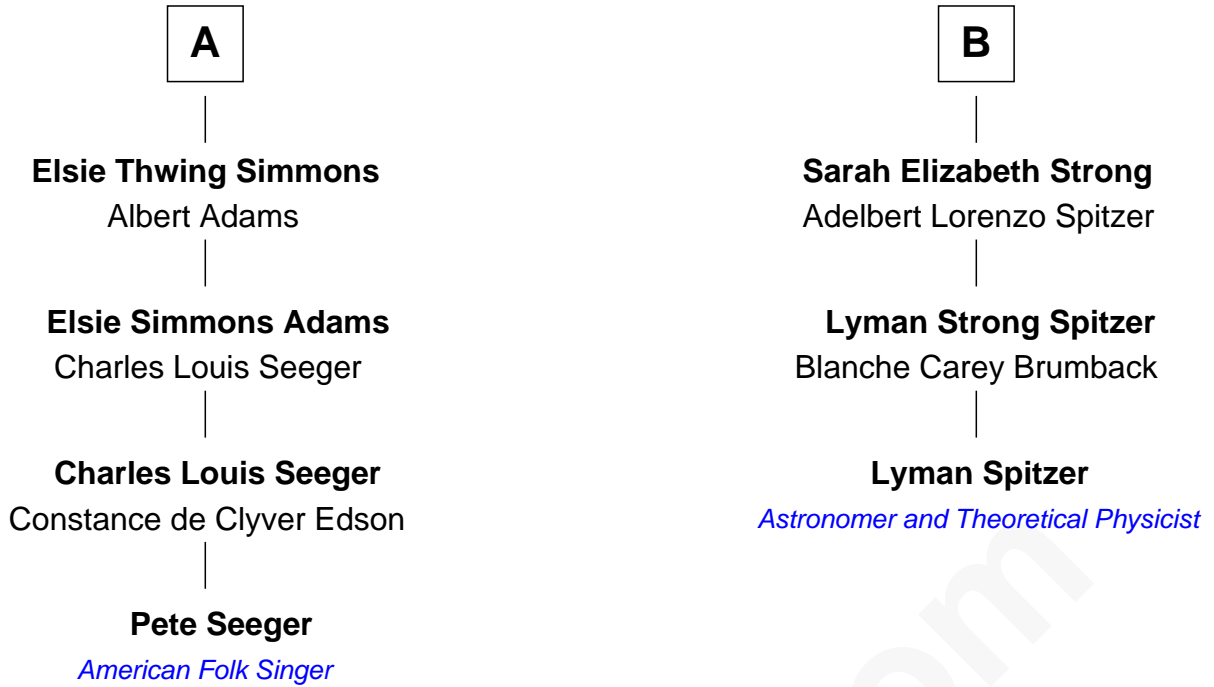 A
Elsie Thwing Simmons
Albert Adams
Elsie Simmons Adams
Charles Louis Seeger
Charles Louis Seeger
Constance de Clyver Edson
Pete Seeger
American Folk Singer
B
Sarah Elizabeth Strong
Adelbert Lorenzo Spitzer
Lyman Strong Spitzer
Blanche Carey Brumback
Lyman Spitzer
Astronomer and Theoretical Physicist
om